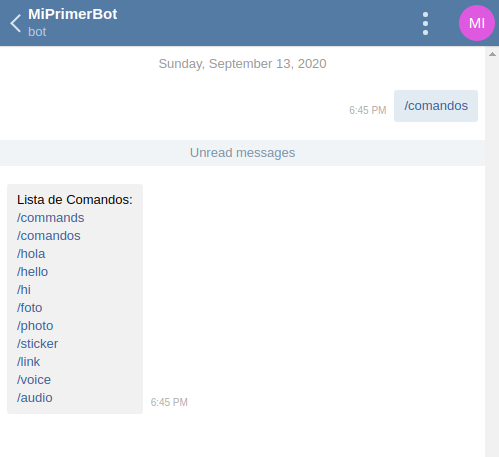 MiPrimerBot
bot
MI
Sunday, September 13, 2020
6:45 PM
/comandos
Unread messages
Lista de Comandos:
/commands
/comandos
/hola
/hello
/hi
/foto
/photo
/sticker
/link
/voice
/audio
6:45 PM